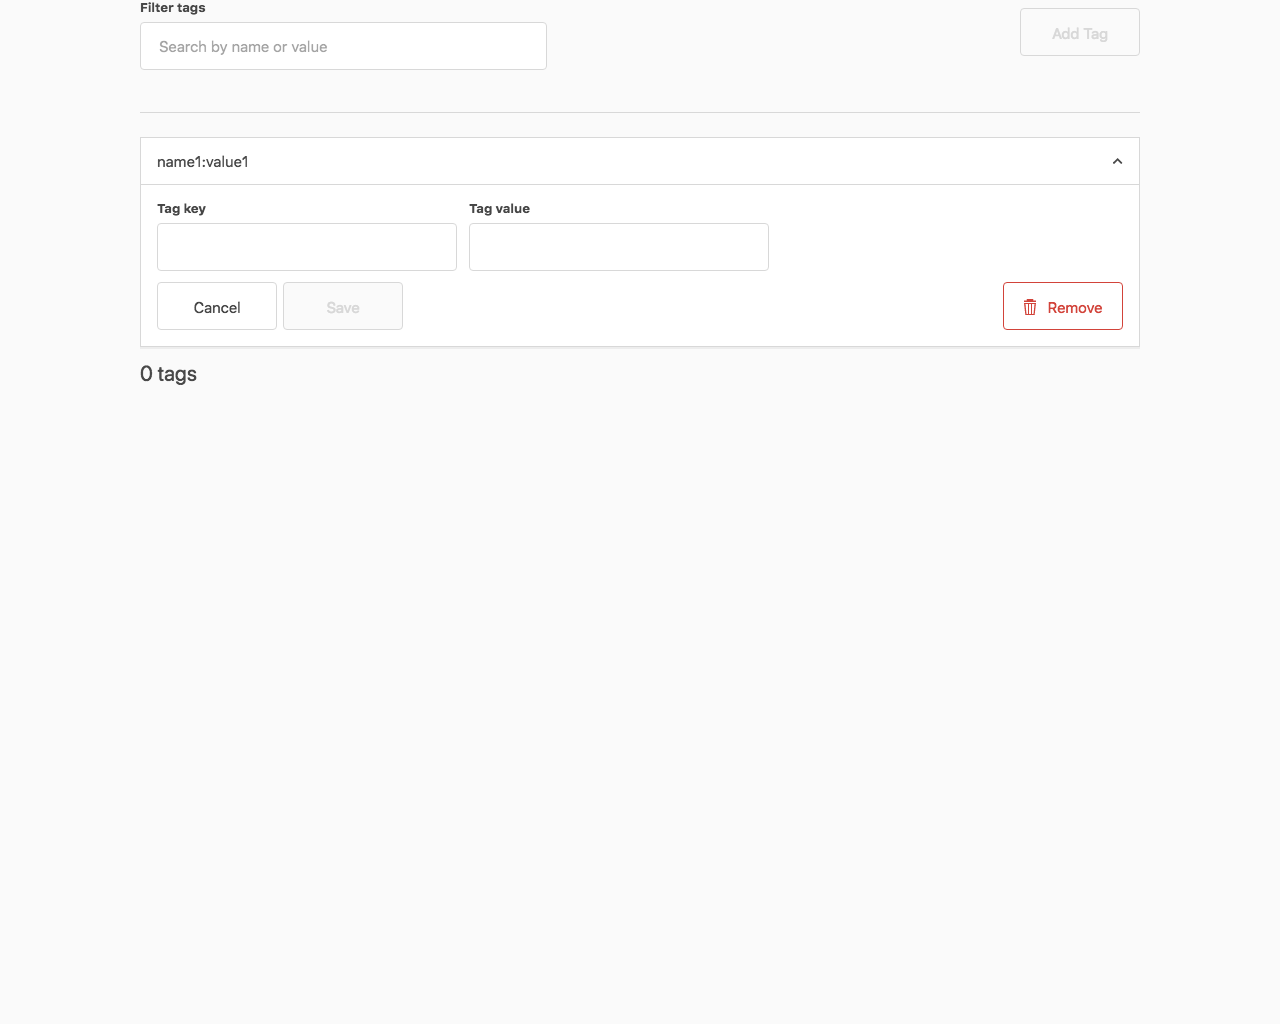 Filter tags
Search by name or value
Add Tag
name1:value1
Tag key
Tag value
Cancel
Save
Remove
0 tags